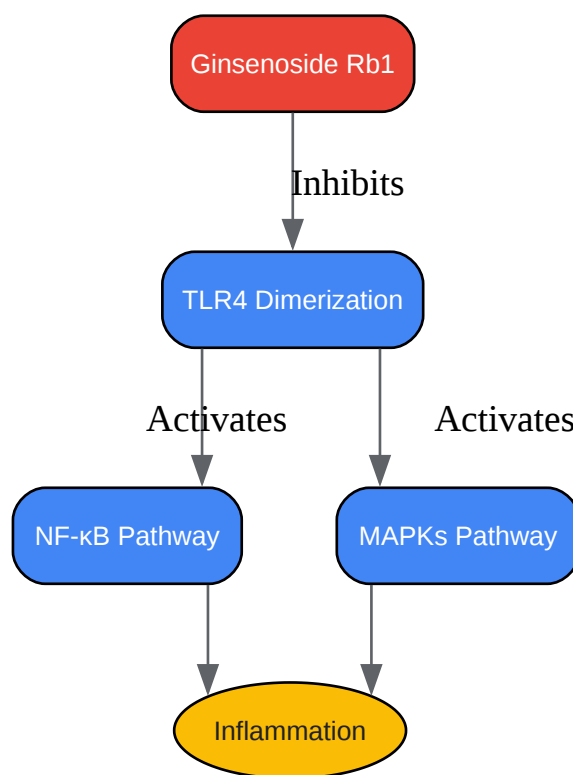 Ginsenoside Rb1
Inhibits
TLR4 Dimerization
Activates
Activates
NF-κB Pathway
MAPKs Pathway
Inflammation